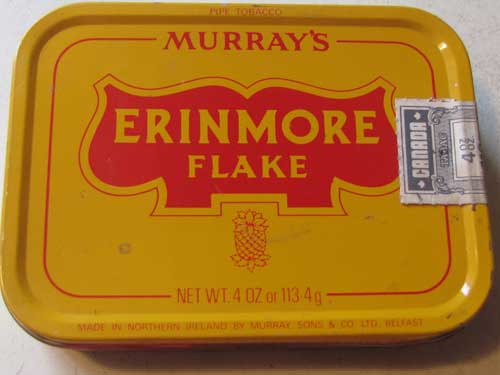 PIPE TOBACCO
MURRAY'S
ERINMORE
FLAKE
CANADA
4 OZ
NET WT. 4 OZ or 113·4g
MADE IN NORTHERN IRELAND BY MURRAY, SONS & CO. LTD., BELFAST